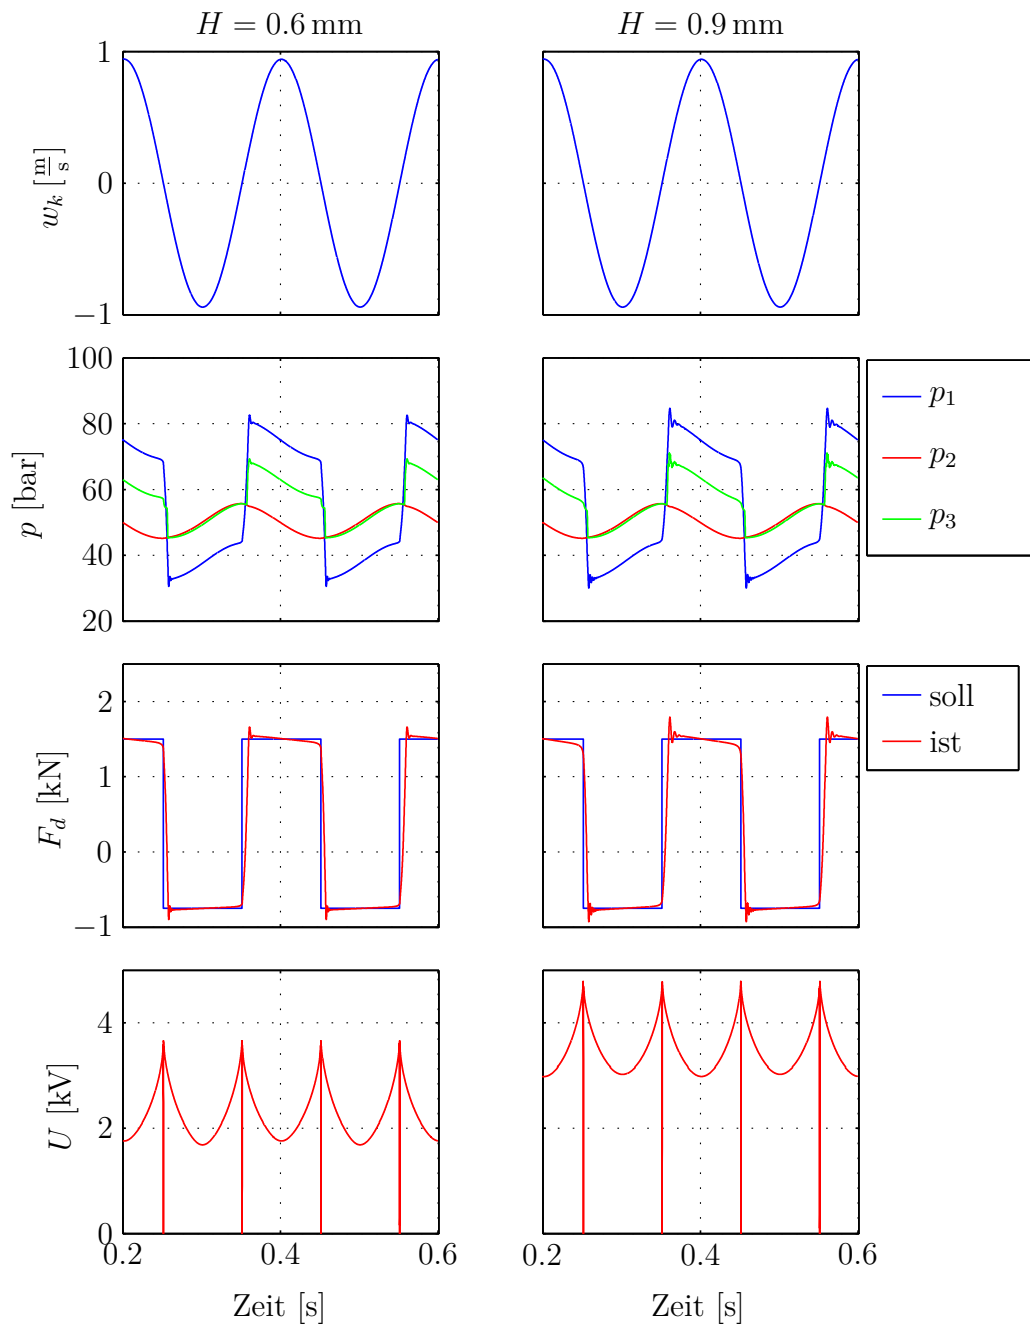 H = 0.6 mm
H = 0.9 mm
1
0
−1
w_k [m/s]
100
80
60
40
20
p [bar]
p_1
p_2
p_3
2
1
0
−1
F_d [kN]
soll
ist
4
2
0
U [kV]
0.2
0.4
0.6
0.2
0.4
0.6
Zeit [s]
Zeit [s]